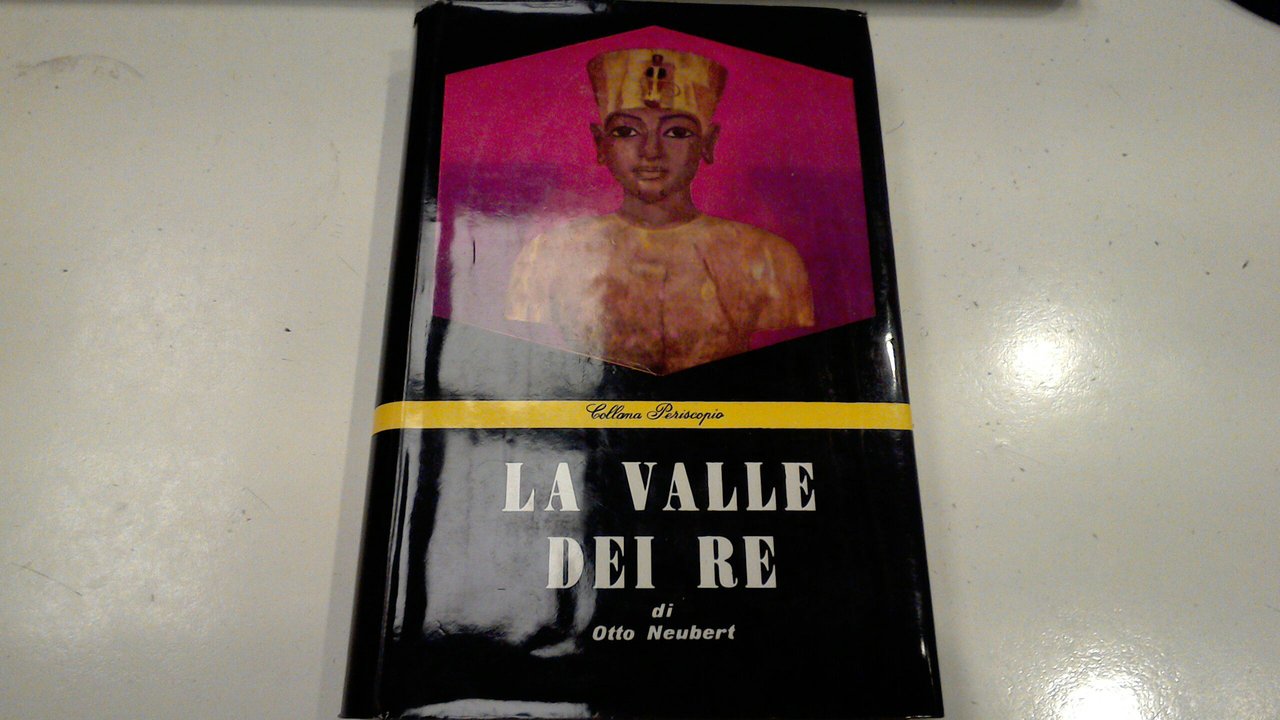 Collana Periscopio
LA VALLE
DEI RE
di
Otto Neubert